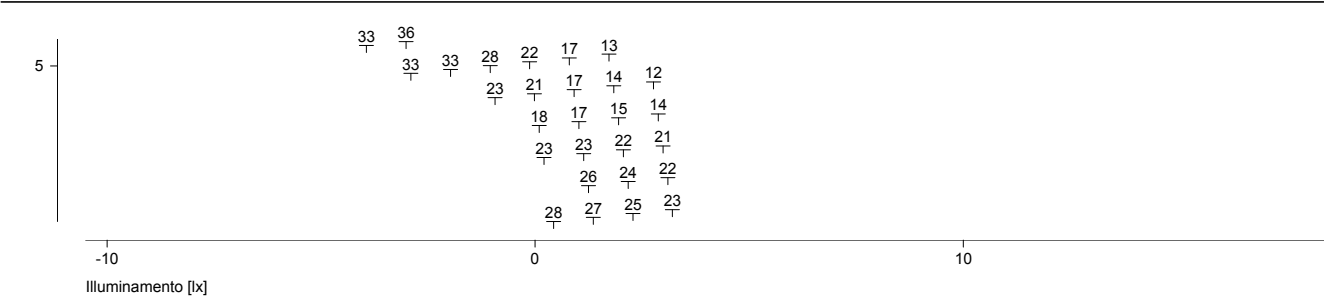 33 36
33 33 28 22 17 13
5
23 21 17 14 12
18 17 15 14
23 23 22 21
26 24 22
28 27 25 23
-10 0 10
Illuminamento [lx]